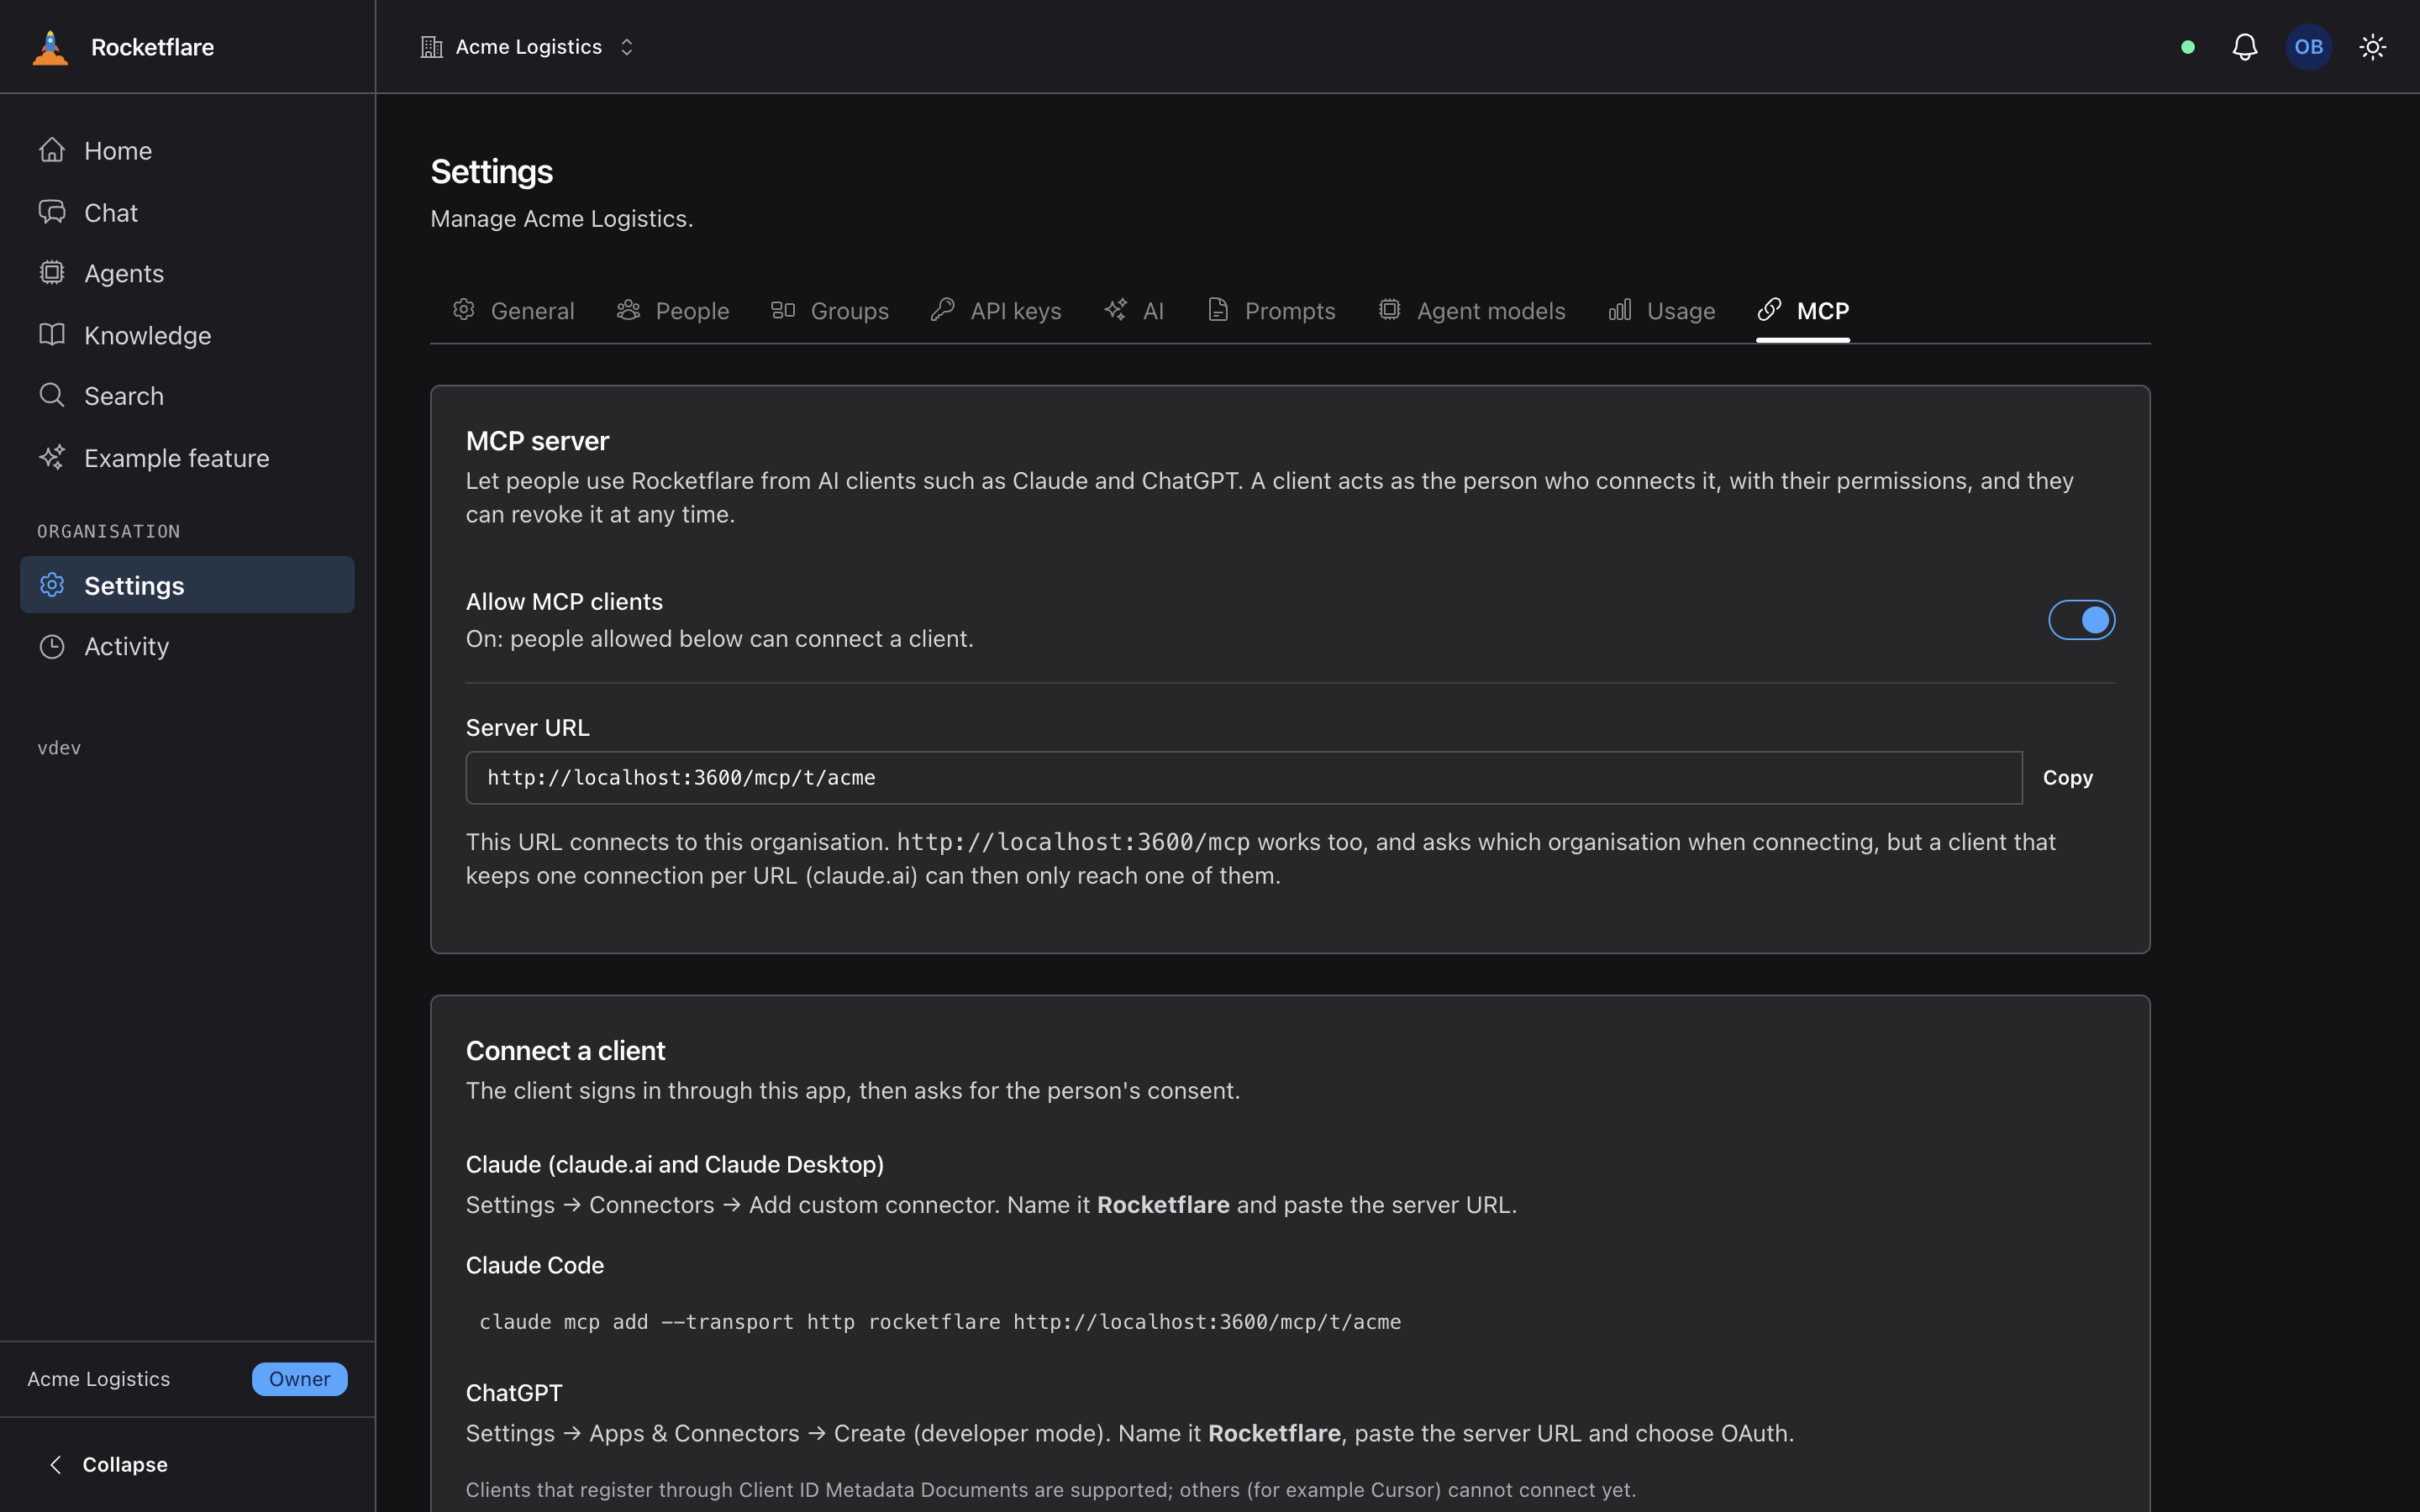 Rocketflare
Acme Logistics
OB
Home
Chat
Agents
Knowledge
Search
Example feature
ORGANISATION
Settings
Activity
vdev
Acme Logistics
Owner
Collapse
Settings
Manage Acme Logistics.
General
People
Groups
API keys
AI
Prompts
Agent models
Usage
MCP
MCP server
Let people use Rocketflare from AI clients such as Claude and ChatGPT. A client acts as the person who connects it, with their permissions, and they
can revoke it at any time.
Allow MCP clients
On: people allowed below can connect a client.
Server URL
http://localhost:3600/mcp/t/acme
Copy
This URL connects to this organisation. http://localhost:3600/mcp works too, and asks which organisation when connecting, but a client that
keeps one connection per URL (claude.ai) can then only reach one of them.
Connect a client
The client signs in through this app, then asks for the person's consent.
Claude (claude.ai and Claude Desktop)
Settings → Connectors → Add custom connector. Name it Rocketflare and paste the server URL.
Claude Code
claude mcp add --transport http rocketflare http://localhost:3600/mcp/t/acme
ChatGPT
Settings → Apps & Connectors → Create (developer mode). Name it Rocketflare, paste the server URL and choose OAuth.
Clients that register through Client ID Metadata Documents are supported; others (for example Cursor) cannot connect yet.